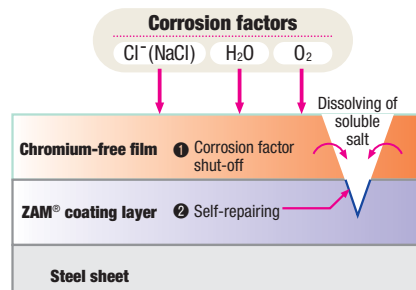 Corrosion factors
Cl⁻(NaCl) H₂O O₂
Dissolving of
soluble
salt
Chromium-free film ❶ Corrosion factor
shut-off
ZAM® coating layer ❷ Self-repairing
Steel sheet